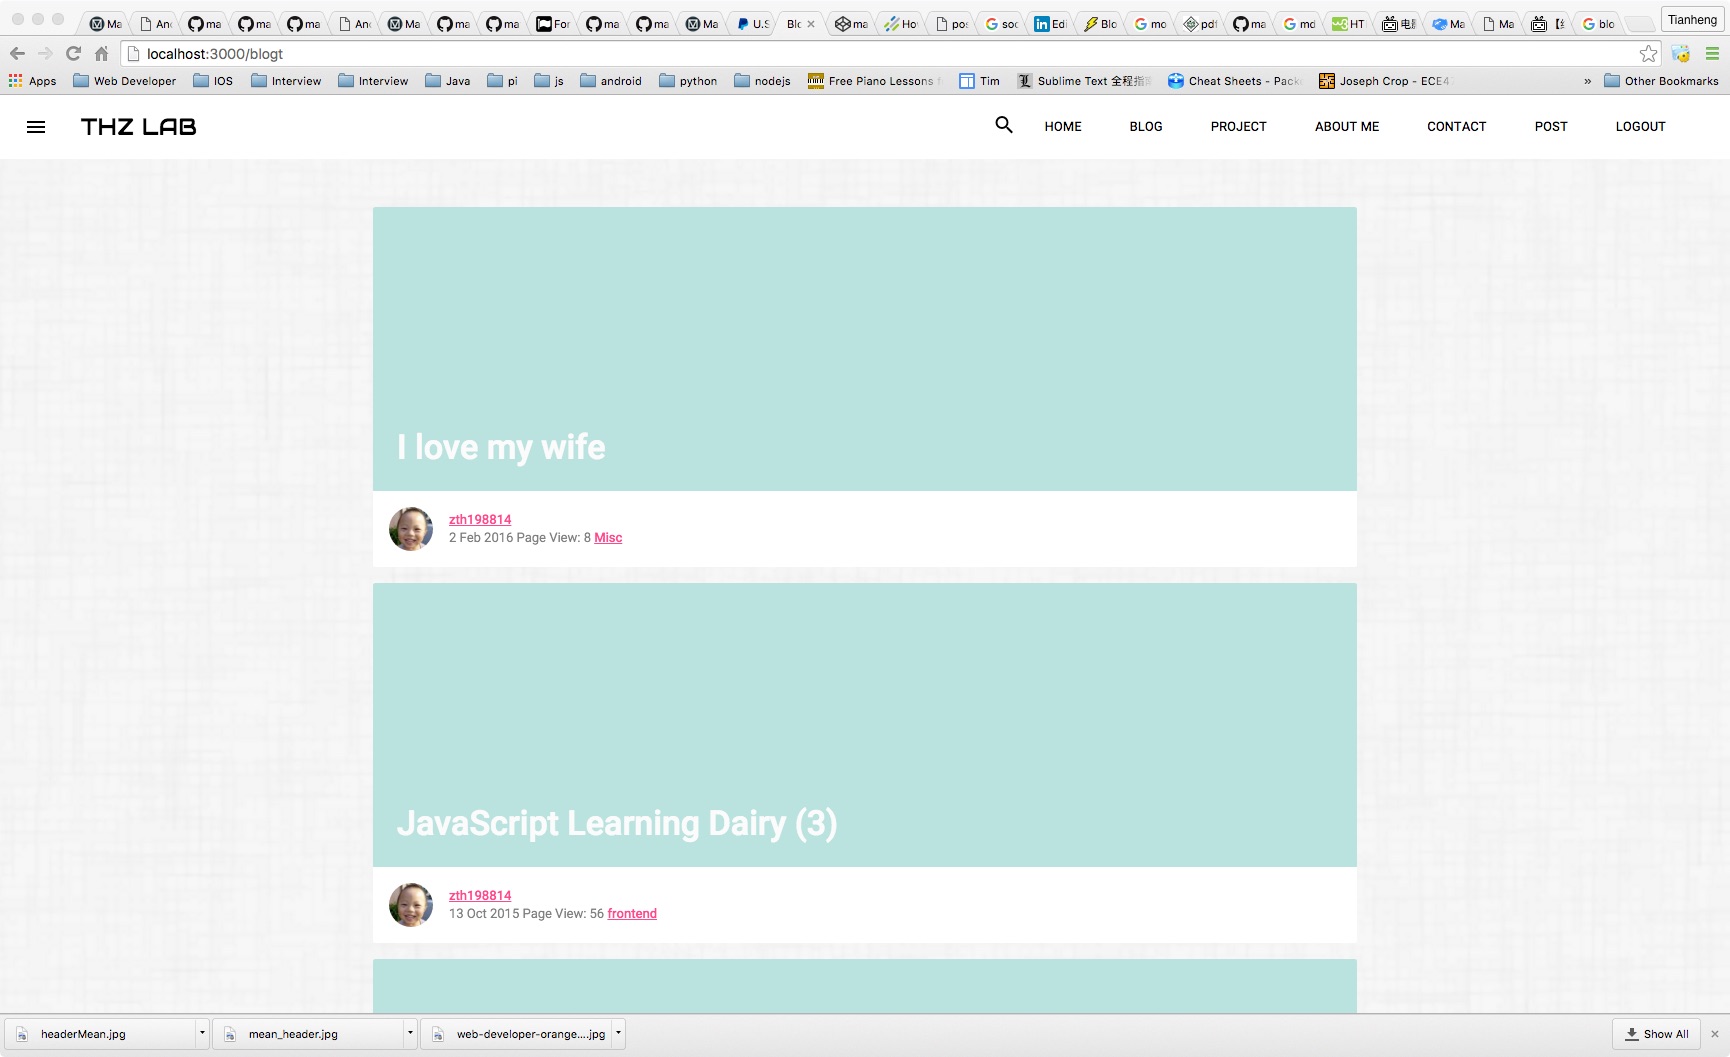 Ma An ma ma ma An Ma ma ma For ma ma Ma U.S Blo ma Ho pos soc Edi Blo mo pdf ma md HT 电脑 Ma Ma blo Tianheng
localhost:3000/blogt
Apps Web Developer IOS Interview Interview Java pi js android python nodejs Free Piano Lessons f Tim Sublime Text 全程指 Cheat Sheets - Pack Joseph Crop - ECE4 » Other Bookmarks
THZ LAB HOME BLOG PROJECT ABOUT ME CONTACT POST LOGOUT
I love my wife
zth198814
2 Feb 2016 Page View: 8 Misc
JavaScript Learning Dairy (3)
zth198814
13 Oct 2015 Page View: 56 frontend
headerMean.jpg mean_header.jpg web-developer-orange....jpg Show All